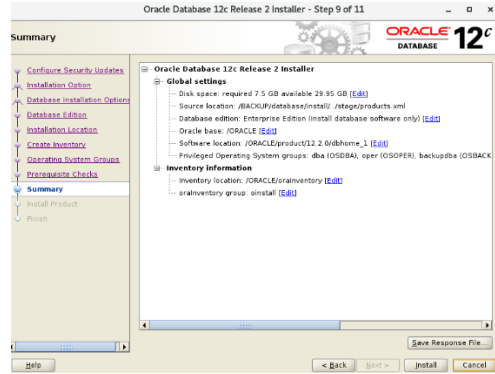 Oracle Database 12c Release 2 Installer - Step 9 of 11
Summary
ORACLE
DATABASE
12c
Configure Security Updates
Installation Option
Database Installation Options
Database Edition
Installation Location
Create Inventory
Operating System Groups
Prerequisite Checks
Summary
Install Product
Finish
Oracle Database 12c Release 2 Installer
Global settings
Disk space: required 7.5 GB available 29.95 GB [Edit]
Source location: /BACKUP/database/install/../stage/products.xml
Database edition: Enterprise Edition (Install database software only) [Edit]
Oracle base: /ORACLE [Edit]
Software location: /ORACLE/product/12.2.0/dbhome_1 [Edit]
Privileged Operating System groups: dba (OSDBA), oper (OSOPER), backupdba (OSBACK
Inventory information
Inventory location: /ORACLE/orainventory [Edit]
oraInventory group: oinstall [Edit]
Save Response File...
Help
< Back
Next >
Install
Cancel